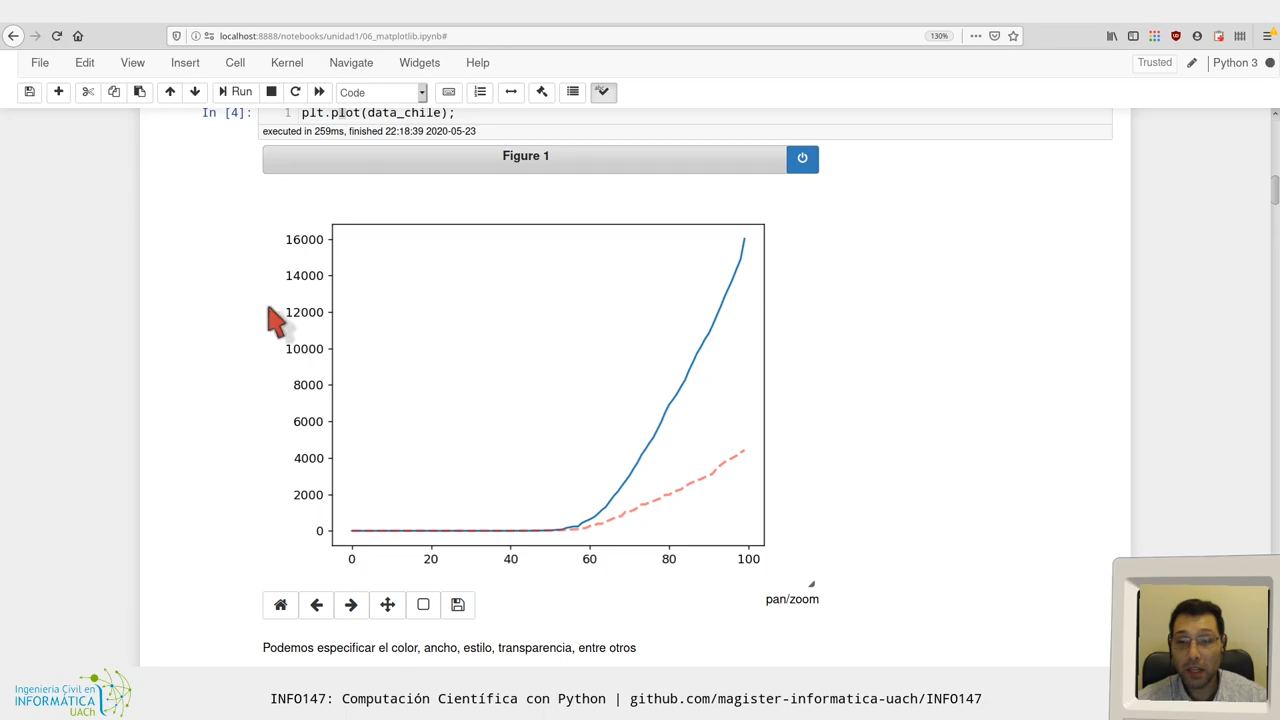 localhost:8888/notebooks/unidad1/06_matplotlib.ipynb#
130%
File Edit View Insert Cell Kernel Navigate Widgets Help
Trusted
Python 3
Run
Code
In [4]:
1 plt.plot(data_chile);
executed in 259ms, finished 22:18:39 2020-05-23
Figure 1
16000
14000
12000
10000
8000
6000
4000
2000
0
0 20 40 60 80 100
pan/zoom
Podemos especificar el color, ancho, estilo, transparencia, entre otros
Ingeniería Civil en
INFORMÁTICA
UACh
INFO147: Computación Científica con Python | github.com/magister-informatica-uach/INFO147